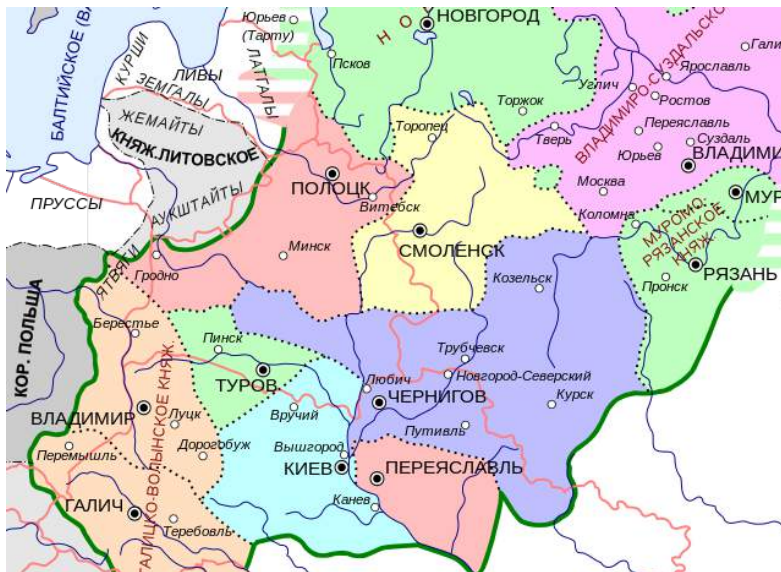 БАЛТИЙСКОЕ (ВА
КУРШИ
ЗЕМГАЛЫ
ЛИВЫ
ЛАТГАЛЫ
Юрьев
(Тарту)
Псков
Н О
НОВГОРОД
Торжок
Торопец
Тверь
Углич
Ярославль
Гали
Ростов
Переяславль
Суздаль
Юрьев
ВЛАДИМИ
ВЛАДИМИРО-СУЗДАЛЬСКО
Москва
Коломна
МУР
МУРОМО-
РЯЗАНСКОЕ
КНЯЖ.
РЯЗАНЬ
Пронск
ЖЕМАЙТЫ
КНЯЖ.ЛИТОВСКОЕ
АУКШТАЙТЫ
ПРУССЫ
ЯТВЯГИ
КОР. ПОЛЬША
ПОЛОЦК
Витебск
Минск
Гродно
СМОЛЕНСК
Козельск
Берестье
Пинск
ТУРОВ
Трубчевск
Новгород-Северский
Любич
ЧЕРНИГОВ
Курск
Путивль
ВЛАДИМИР
Луцк
Перемышль
Дорогобуж
ГАЛИЦКО-ВОЛЫНСКОЕ КНЯЖ
Вручий
Вышгород
КИЕВ
ПЕРЕЯСЛАВЛЬ
Канев
ГАЛИЧ
Теребовль